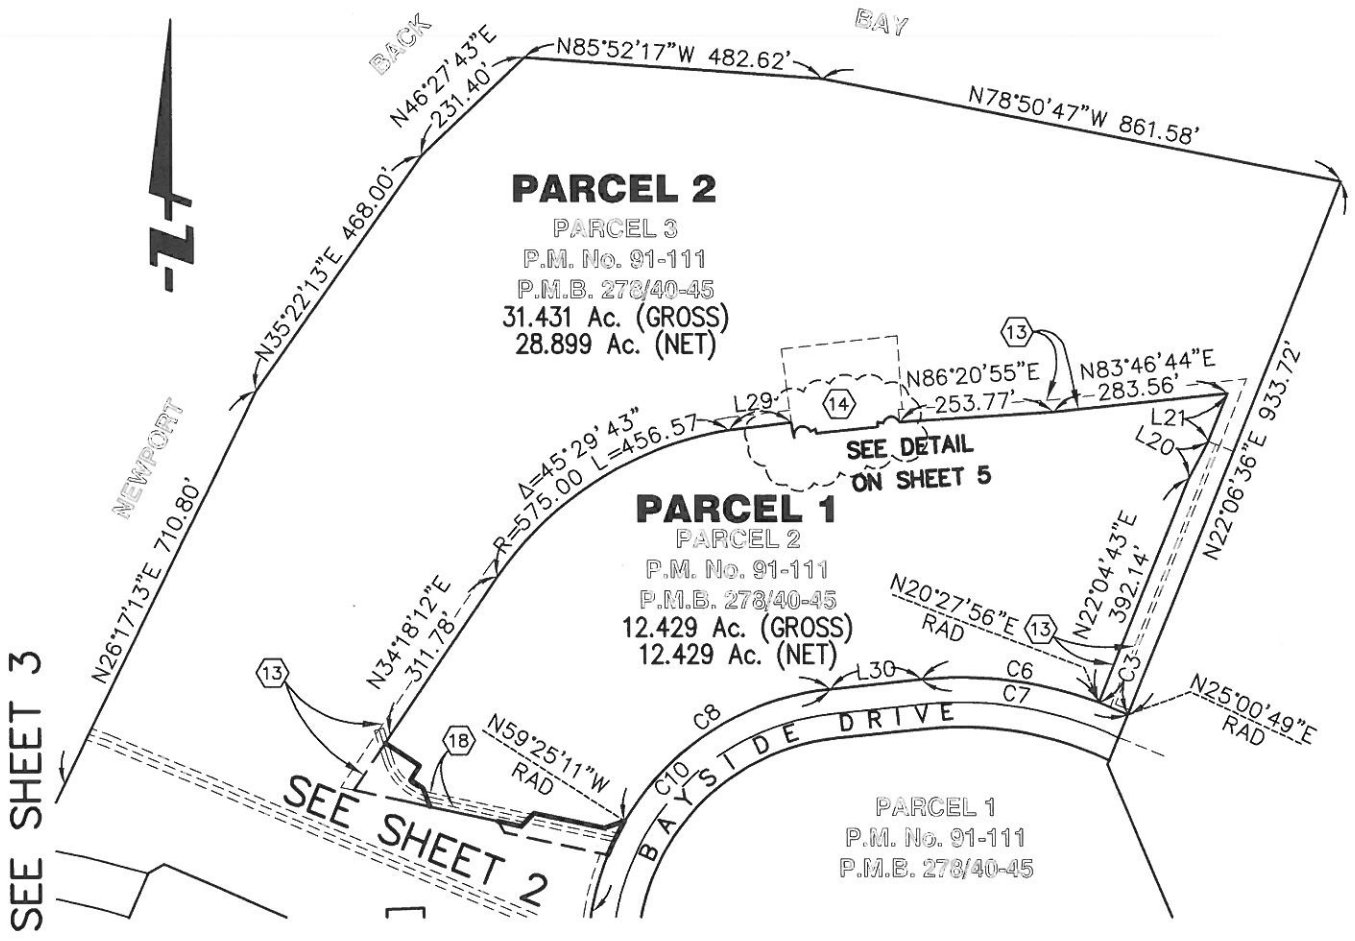 BACK
BAY
N46°27'43"E
231.40'
N85°52'17"W 482.62'
N78°50'47"W 861.58'
N
N35°22'13"E 468.00'
PARCEL 2
PARCEL 3
P.M. No. 91-111
P.M.B. 278/40-45
31.431 Ac. (GROSS)
28.899 Ac. (NET)
13
N83°46'44"E
283.56'
N86°20'55"E
253.77'
L29
14
L21
L20
SEE DETAIL
ON SHEET 5
NEWPORT
Δ=45°29'43"
R=575.00 L=456.57
N22°06'36"E 933.72'
N26°17'13"E 710.80'
PARCEL 1
PARCEL 2
P.M. No. 91-111
P.M.B. 278/40-45
12.429 Ac. (GROSS)
12.429 Ac. (NET)
N34°18'12"E
311.78'
N22°04'43"E
392.14'
N20°27'56"E
RAD
13
C3
13
L30
C6
C7
C8
C10
N25°00'49"E
RAD
18
N59°25'11"W
RAD
BAYSIDE DRIVE
SEE SHEET 3
SEE SHEET 2
PARCEL 1
P.M. No. 91-111
P.M.B. 278/40-45